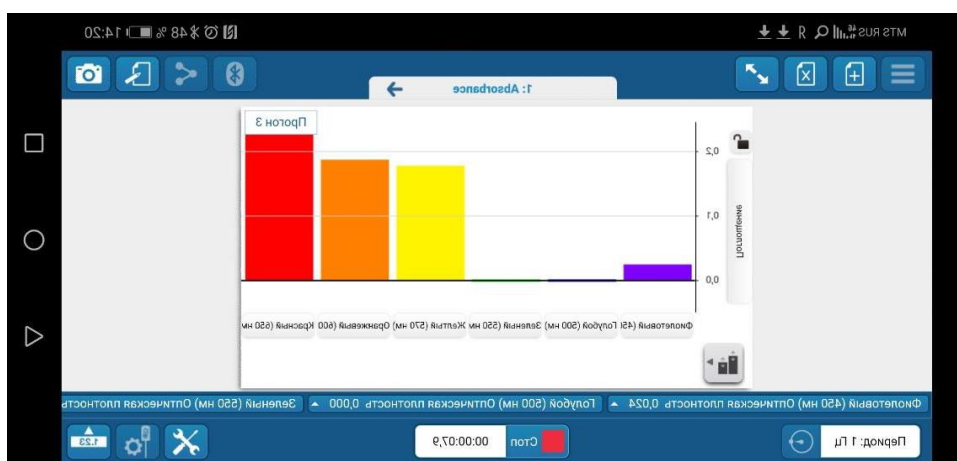 MTS RUS 48 % 14:20
1: Absorbance
Прогон 3
0,2
0,1
0,0
Поглощение
Фиолетовый (45 Голубой (500 нм) Зеленый (550 нм Желтый (570 нм) Оранжевый (600 Красный (650 нм
Фиолетовый (450 нм) Оптическая плотность 0,024 Голубой (500 нм) Оптическая плотность 0,000 Зеленый (550 нм) Оптическая плотность
Период: 1 Гц Стоп 00:00:07,9 1.23